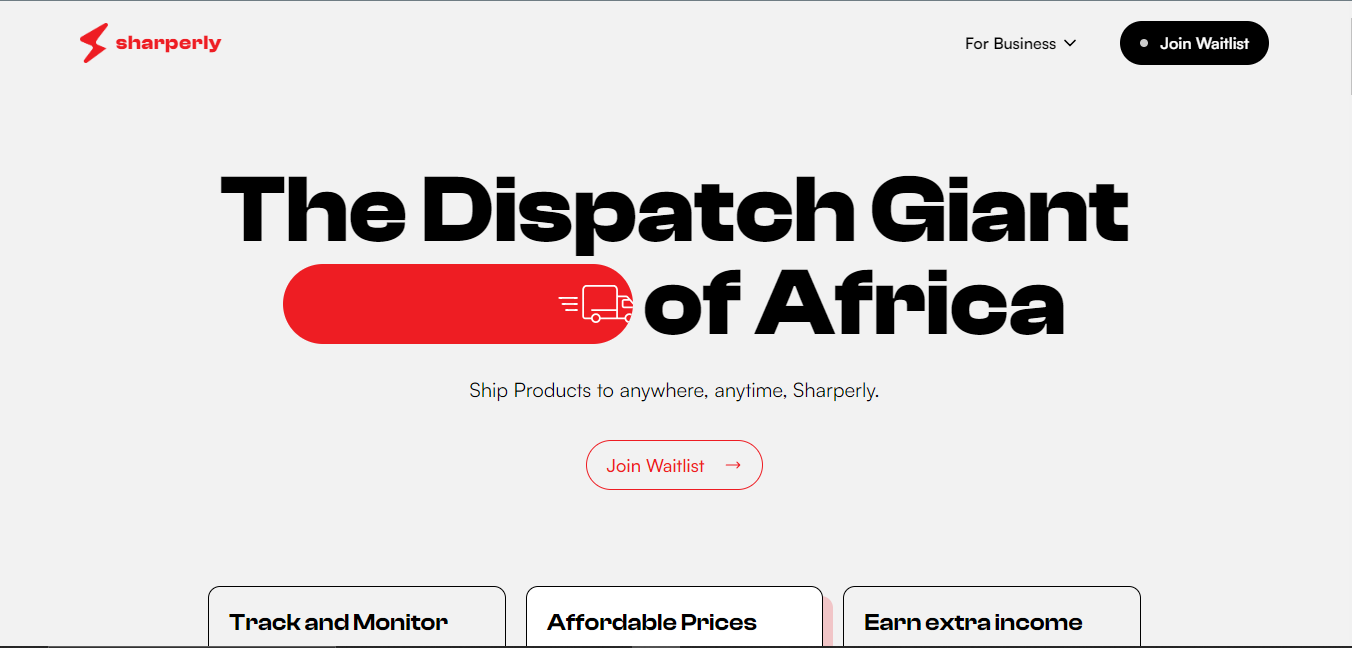 sharperly
For Business
Join Waitlist
The Dispatch Giant
of Africa
Ship Products to anywhere, anytime, Sharperly.
Join Waitlist
Track and Monitor
Affordable Prices
Earn extra income